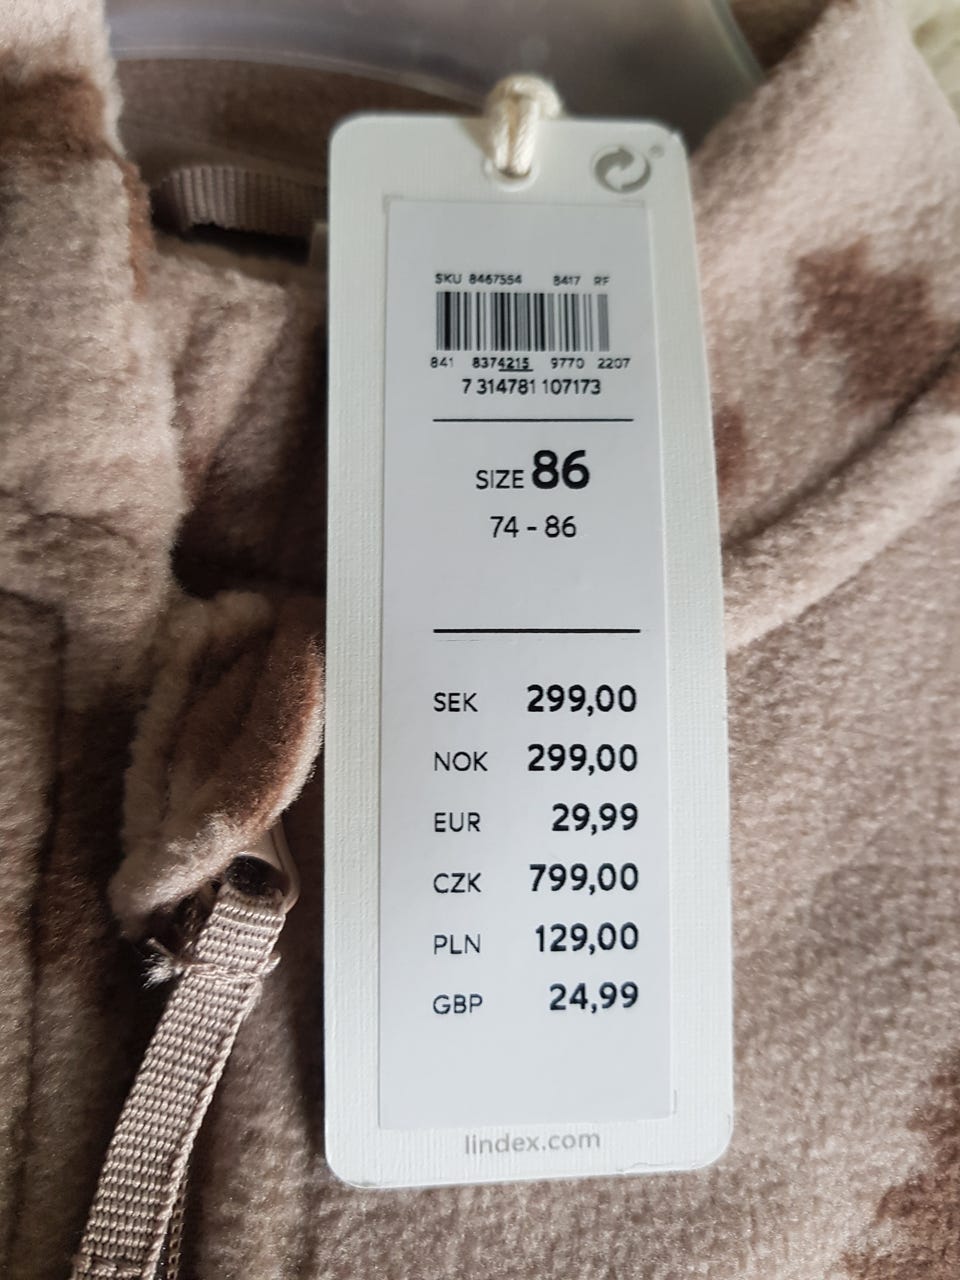 SKU 8467554 8417 RF
841 8374215 9770 2207
7 314781 107173
SIZE 86
74 - 86
SEK 299,00
NOK 299,00
EUR 29,99
CZK 799,00
PLN 129,00
GBP 24,99
lindex.com